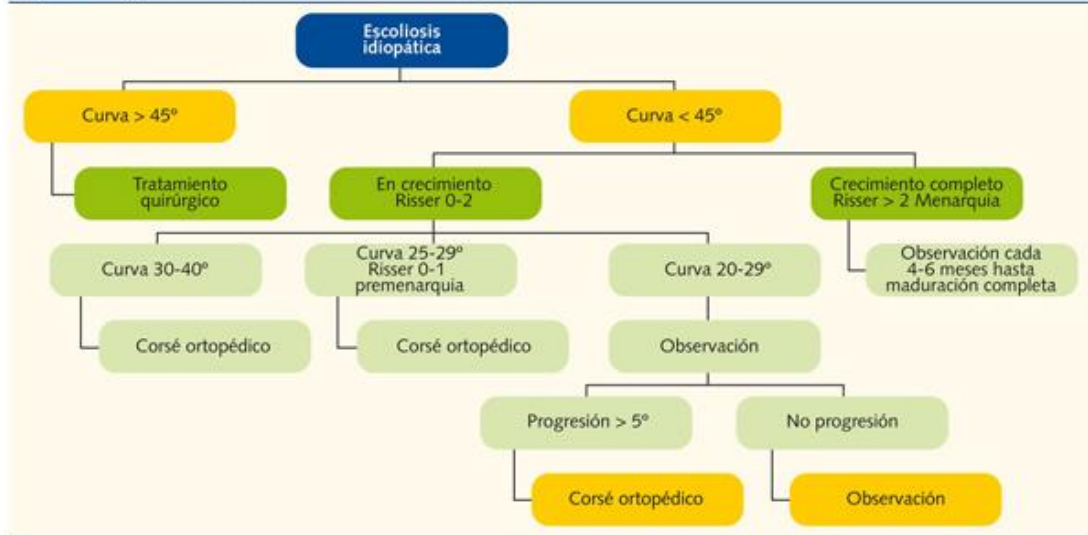 Escoliosis
idiopática
Curva > 45º
Curva < 45º
Tratamiento
quirúrgico
En crecimiento
Risser 0-2
Crecimiento completo
Risser > 2 Menarquia
Curva 30-40º
Curva 25-29º
Risser 0-1
premenarquia
Curva 20-29º
Observación cada
4-6 meses hasta
maduración completa
Corsé ortopédico
Corsé ortopédico
Observación
Progresión > 5º
No progresión
Corsé ortopédico
Observación